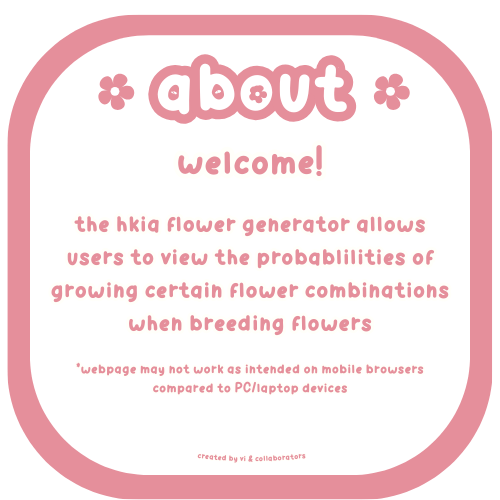 about
welcome!
the hkia flower generator allows
users to view the probablilities of
growing certain flower combinations
when breeding flowers
*webpage may not work as intended on mobile browsers
compared to PC/laptop devices
created by vi & collaborators